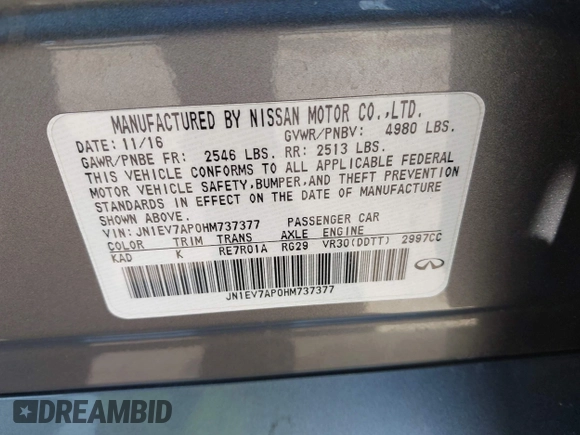 MANUFACTURED BY NISSAN MOTOR CO.,LTD.
DATE: 11/16 GVWR/PNBV: 4980 LBS.
GAWR/PNBE FR: 2546 LBS. RR: 2513 LBS.
THIS VEHICLE CONFORMS TO ALL APPLICABLE FEDERAL
MOTOR VEHICLE SAFETY,BUMPER,AND THEFT PREVENTION
STANDARDS IN EFFECT ON THE DATE OF MANUFACTURE
SHOWN ABOVE.
VIN: JN1EV7AP0HM737377 PASSENGER CAR
COLOR TRIM TRANS AXLE ENGINE
KAD K RE7R01A RG29 VR30(DDTT) 2997CC
JN1EV7AP0HM737377
DREAMBID